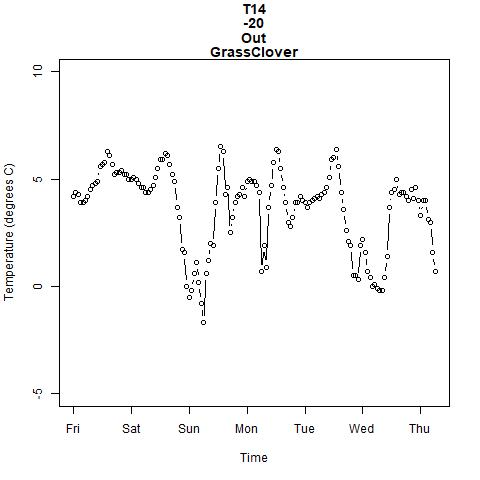 T14
-20
Out
GrassClover
10
5
0
-5
Temperature (degrees C)
Fri Sat Sun Mon Tue Wed Thu
Time